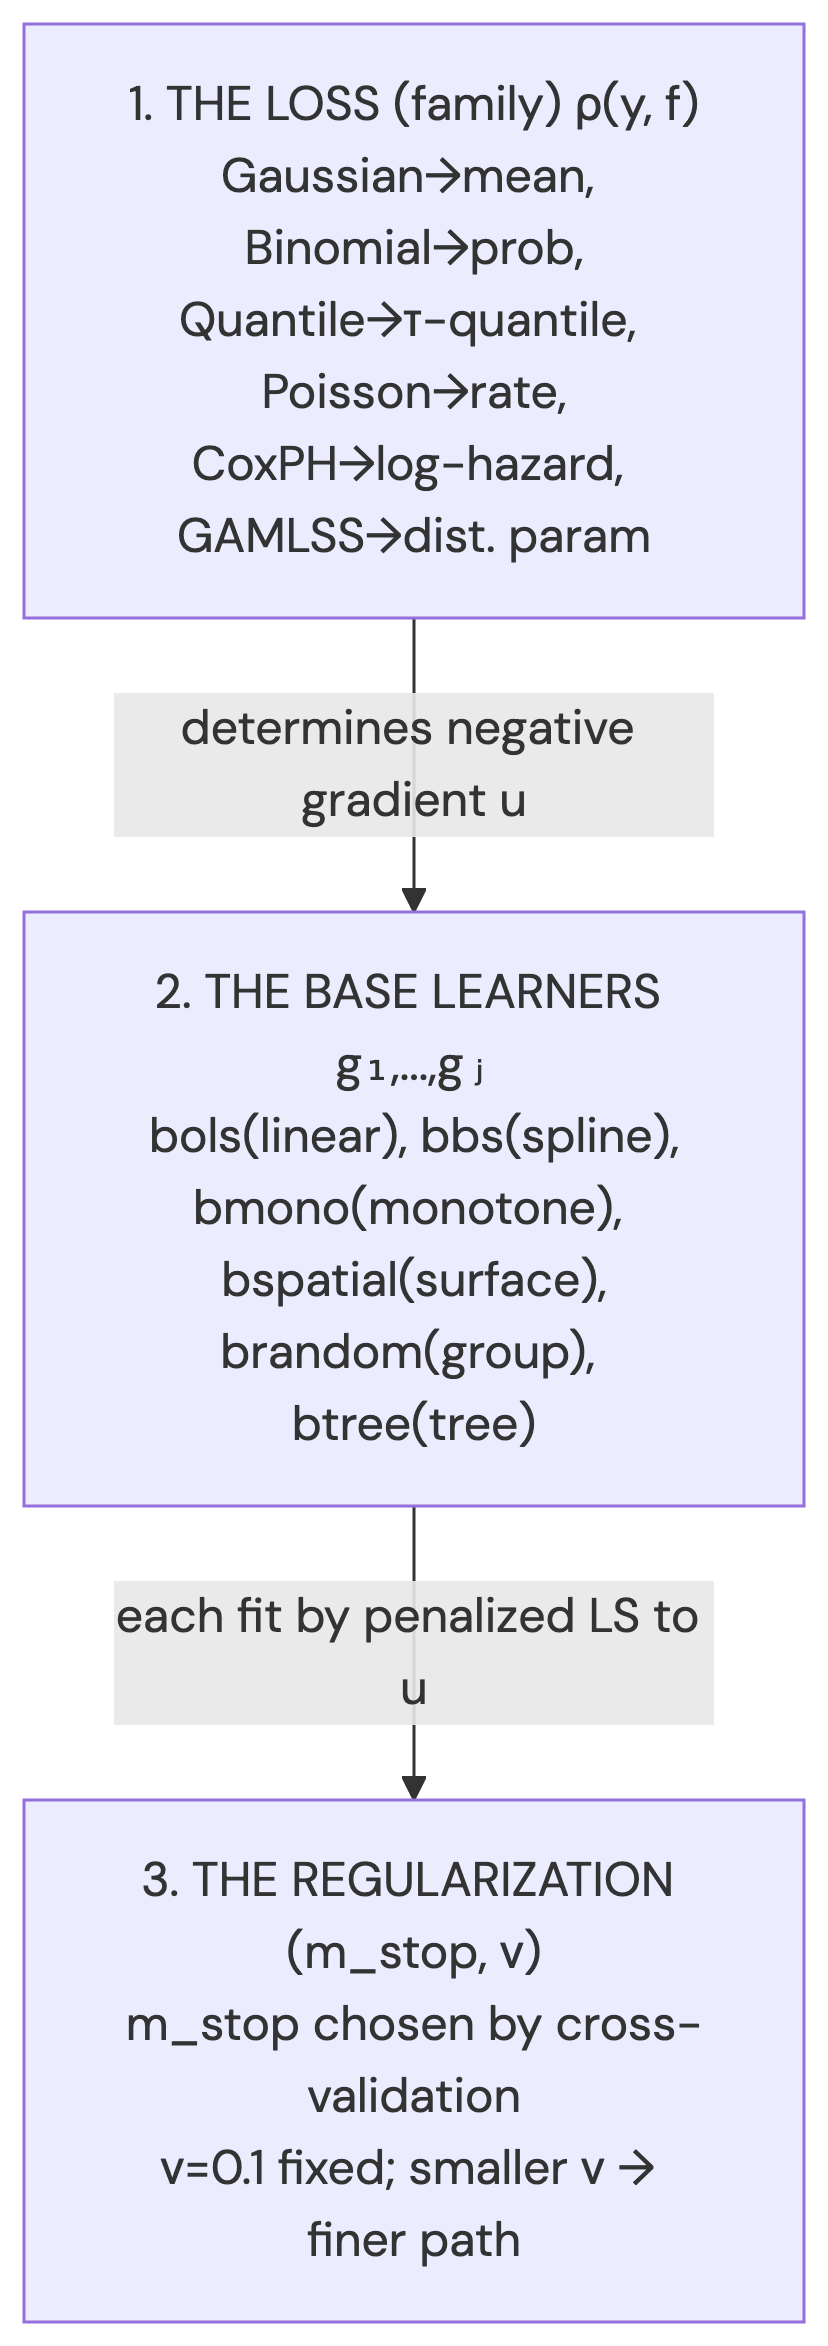 1. THE LOSS (family) ρ(y, f)
Gaussian→mean,
Binomial→prob,
Quantile→τ-quantile,
Poisson→rate,
CoxPH→log-hazard,
GAMLSS→dist. param
determines negative
gradient u
2. THE BASE LEARNERS
g₁,...,gⱼ
bols(linear), bbs(spline),
bmono(monotone),
bspatial(surface),
brandom(group),
btree(tree)
each fit by penalized LS to
u
3. THE REGULARIZATION
(m_stop, ν)
m_stop chosen by cross-
validation
ν=0.1 fixed; smaller ν →
finer path